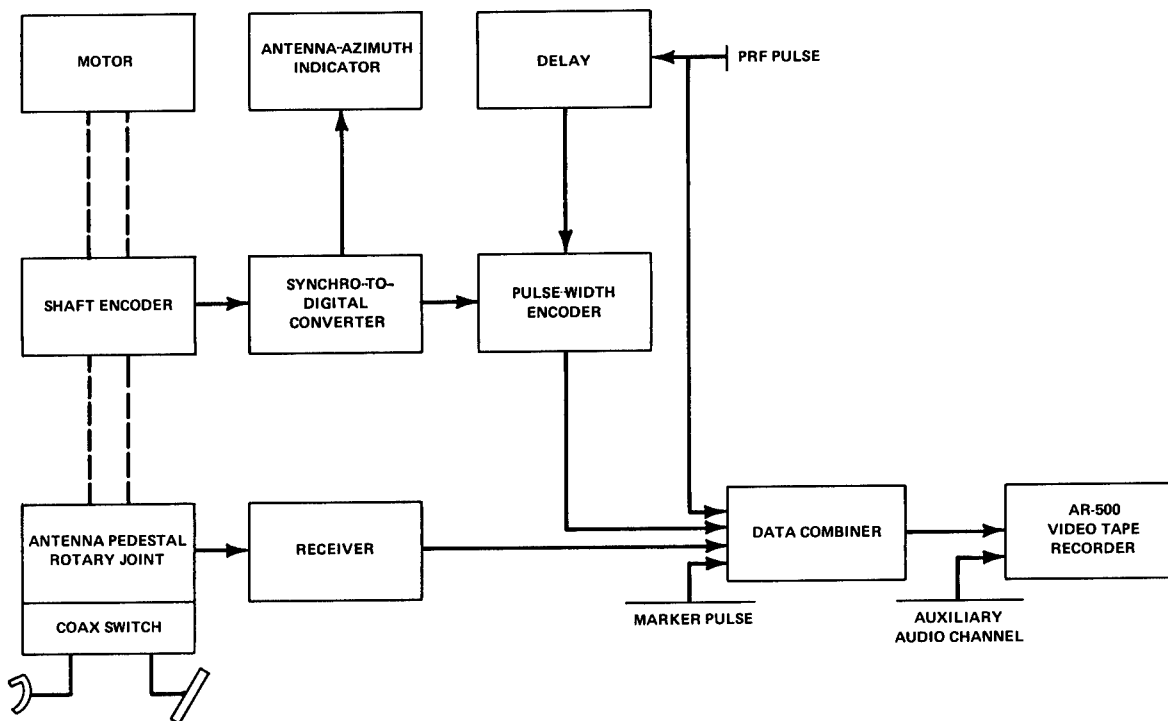 MOTOR
ANTENNA-AZIMUTH
INDICATOR
DELAY
PRF PULSE
SHAFT ENCODER
SYNCHRO-TO-
DIGITAL
CONVERTER
PULSE-WIDTH
ENCODER
ANTENNA PEDESTAL
ROTARY JOINT
COAX SWITCH
RECEIVER
MARKER PULSE
DATA COMBINER
AUXILIARY
AUDIO CHANNEL
AR-500
VIDEO TAPE
RECORDER